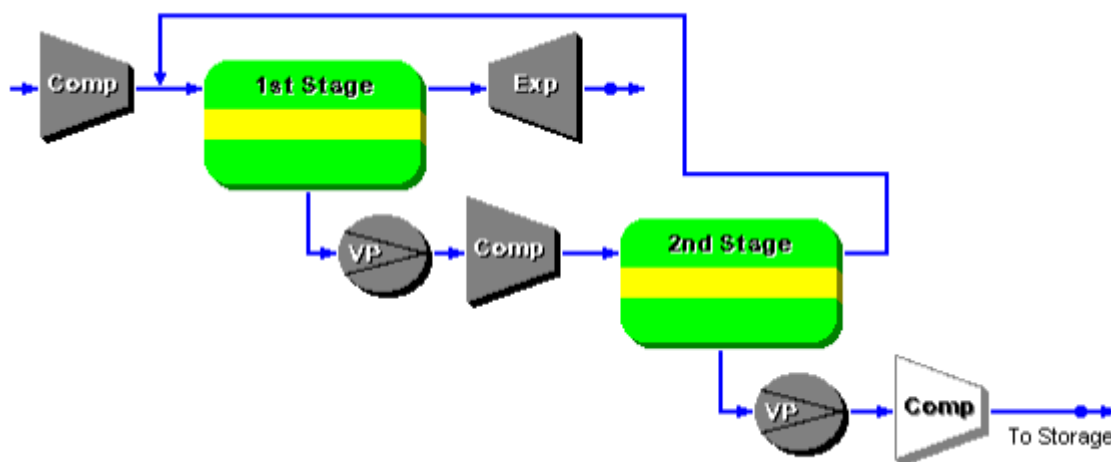 Comp
1st Stage
Exp
VP
Comp
2nd Stage
VP
Comp
To Storage